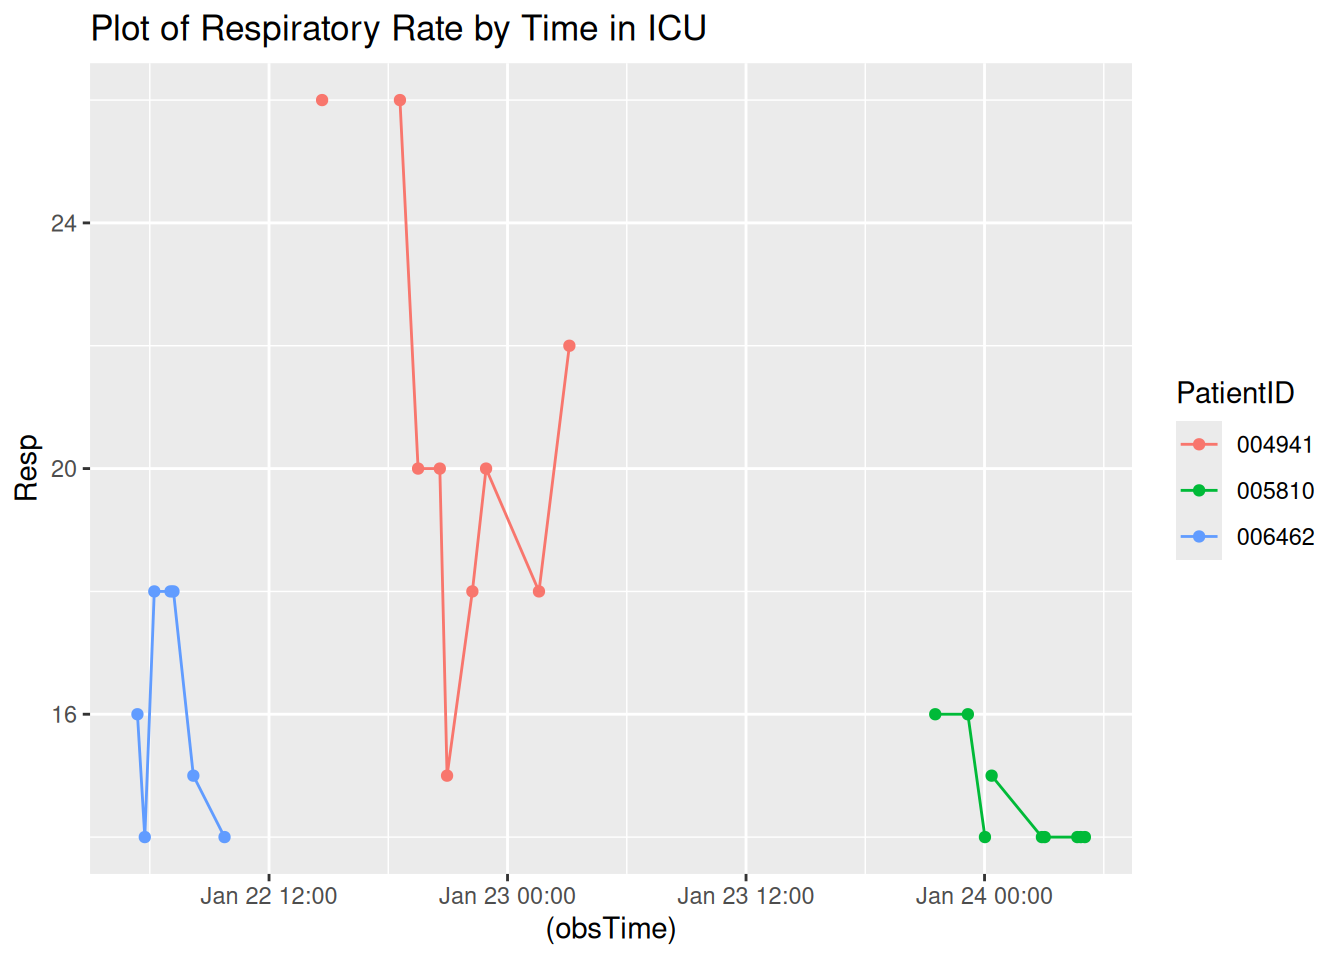 Plot of Respiratory Rate by Time in ICU
Resp
24
20
16
Jan 22 12:00
Jan 23 00:00
Jan 23 12:00
Jan 24 00:00
(obsTime)
PatientID
004941
005810
006462